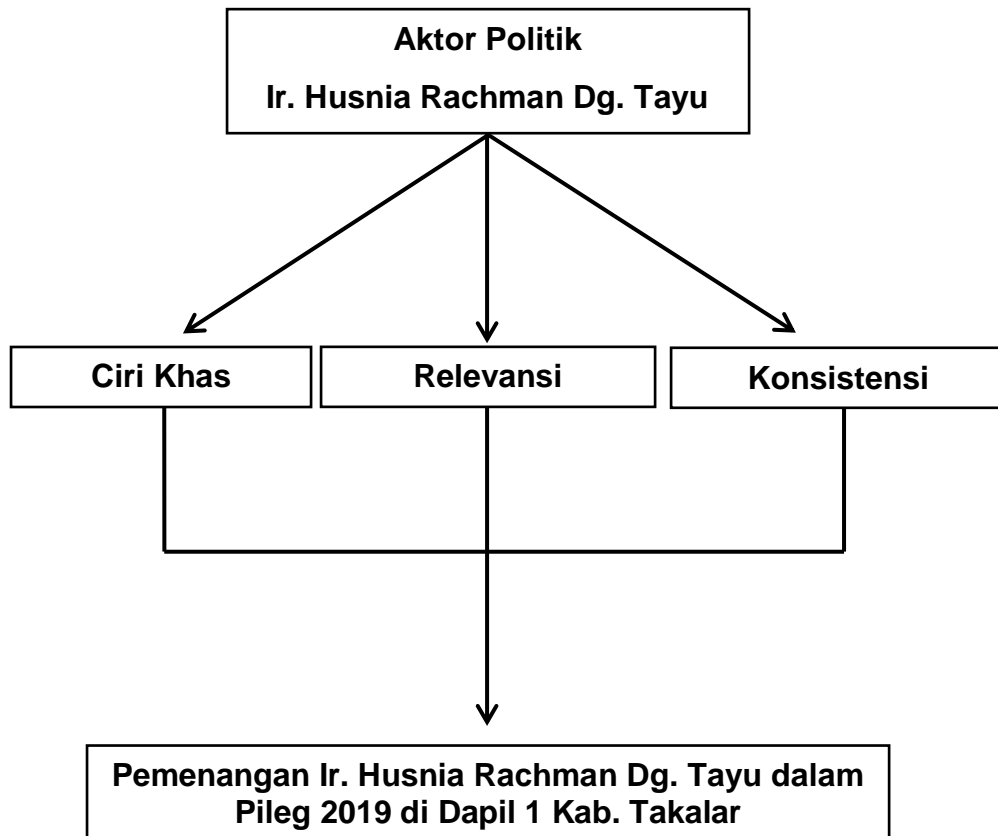 Aktor Politik
Ir. Husnia Rachman Dg. Tayu
Ciri Khas
Relevansi
Konsistensi
Pemenangan Ir. Husnia Rachman Dg. Tayu dalam
Pileg 2019 di Dapil 1 Kab. Takalar